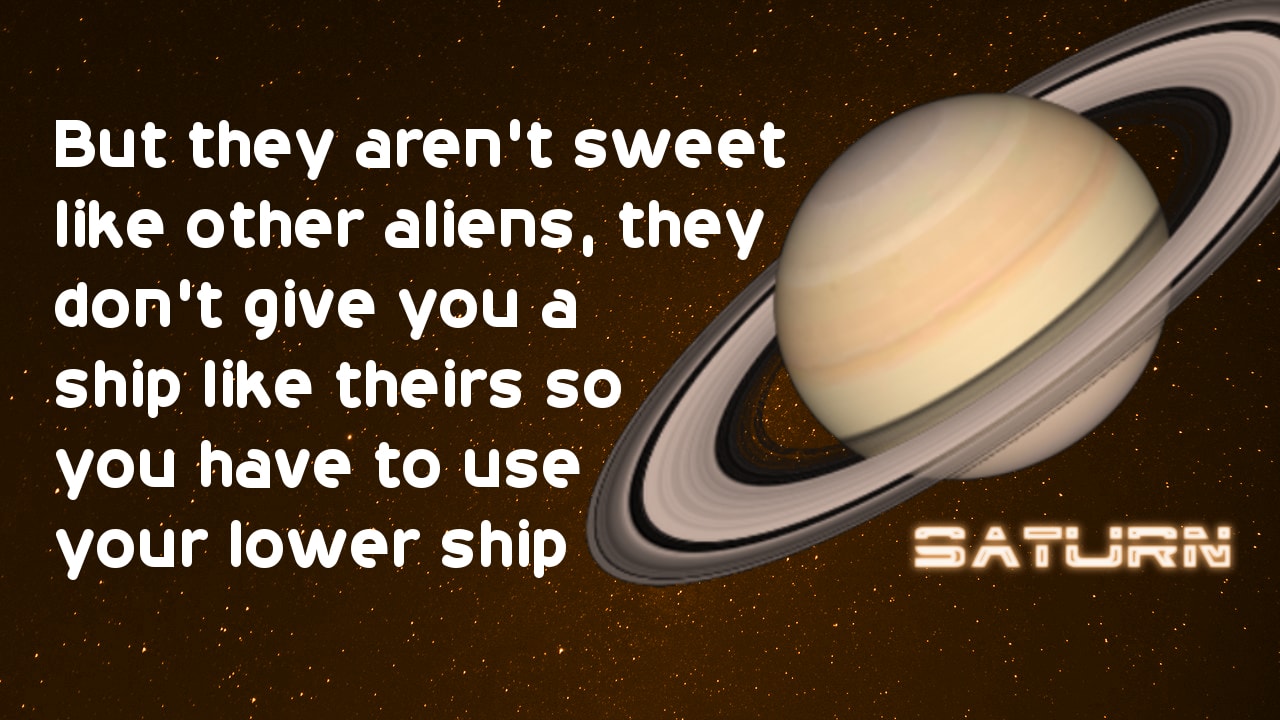 But they aren't sweet
like other aliens, they
don't give you a
ship like theirs so
you have to use
your lower ship
SATURN